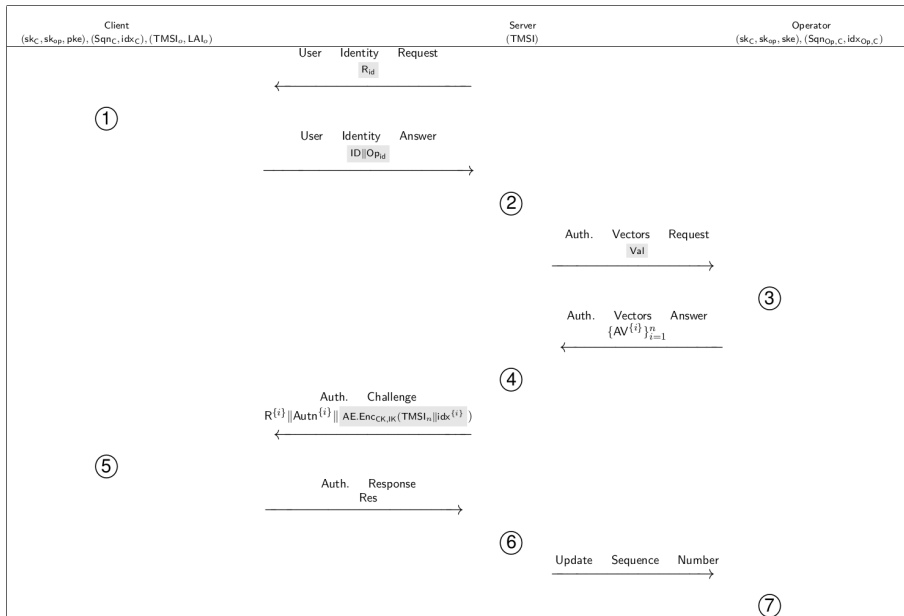 Client Server Operator
(sk_C, sk_op, pke), (Sqn_C, idx_C), (TMSI_o, LAI_o) (TMSI) (sk_C, sk_op, ske), (Sqn_Op,C, idx_Op,C)
User Identity Request
R_id
①
User Identity Answer
ID∥Op_id
②
Auth. Vectors Request
Val
③
Auth. Vectors Answer
{AV^{i}}_{i=1}^n
④
Auth. Challenge
R^{i}∥Autn^{i}∥ AE.Enc_CK,IK(TMSI_n∥idx^{i} )
⑤
Auth. Response
Res
⑥
Update Sequence Number
⑦